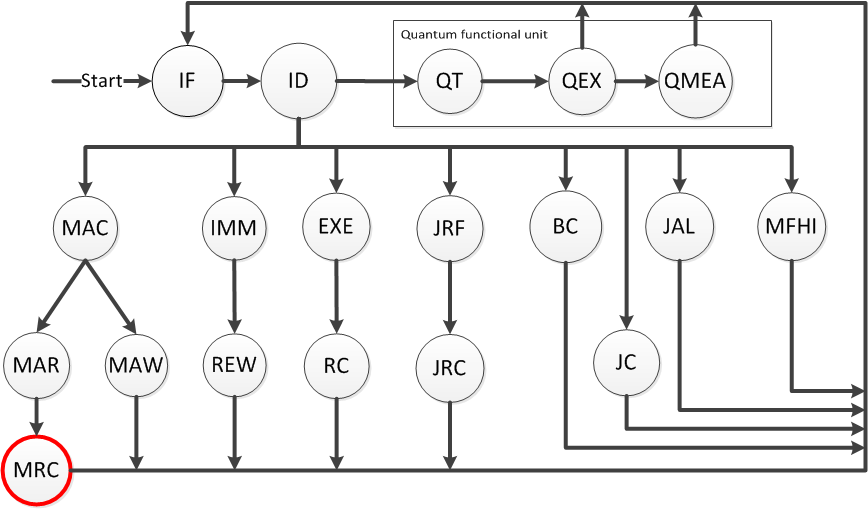 Quantum functional unit
Start
IF
ID
QT
QEX
QMEA
MAC
IMM
EXE
JRF
BC
JAL
MFHI
MAR
MAW
REW
RC
JRC
JC
MRC